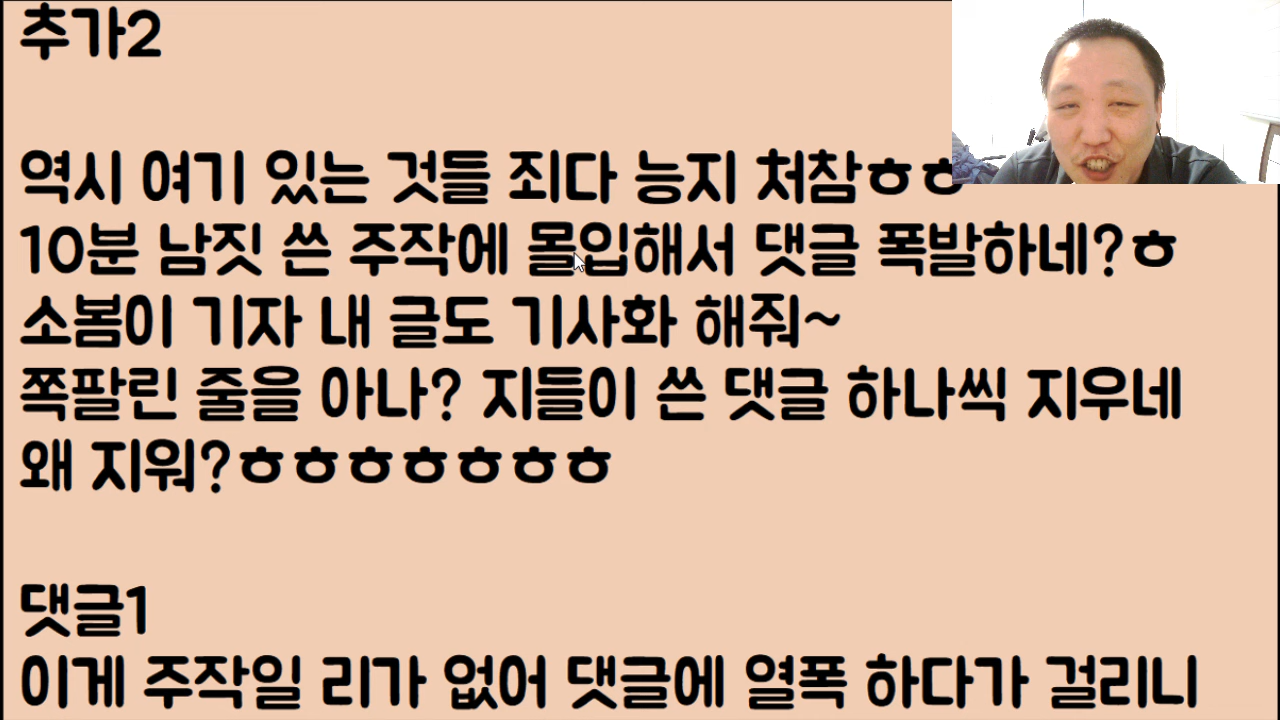 추가2
역시 여기 있는 것들 죄다 능지 처참ㅎㅎ
10분 남짓 쓴 주작에 몰입해서 댓글 폭발하네?ㅎ
소봄이 기자 내 글도 기사화 해줘~
쪽팔린 줄을 아나? 지들이 쓴 댓글 하나씩 지우네
왜 지워?ㅎㅎㅎㅎㅎㅎㅎ
댓글1
이게 주작일 리가 없어 댓글에 열폭 하다가 걸리니